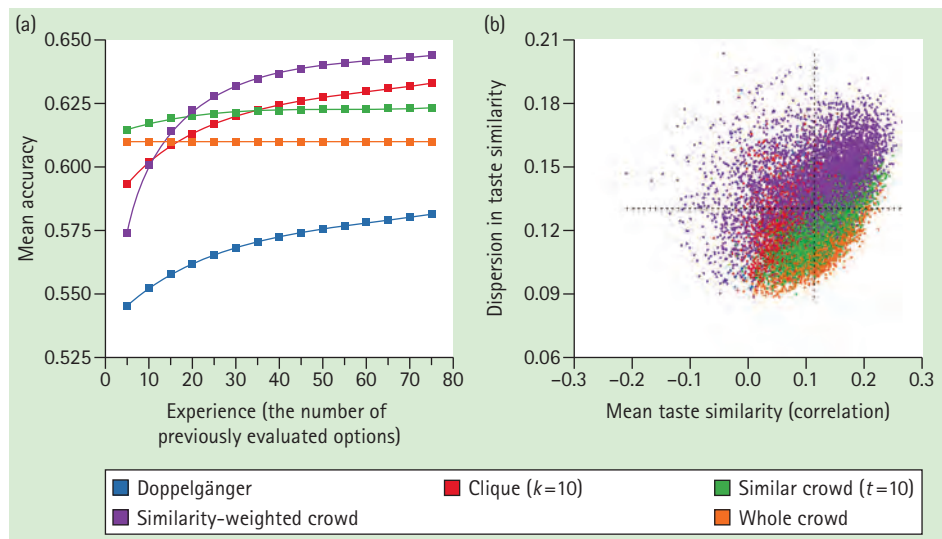 (a)
0.650
0.625
0.600
0.575
0.550
0.525
Mean accuracy
0 10 20 30 40 50 60 70 80
Experience (the number of
previously evaluated options)
(b)
0.21
0.18
0.15
0.12
0.09
0.06
Dispersion in taste similarity
−0.3 −0.2 −0.1 0.0 0.1 0.2 0.3
Mean taste similarity (correlation)
Doppelgänger Clique (k=10) Similar crowd (t=10)
Similarity-weighted crowd Whole crowd